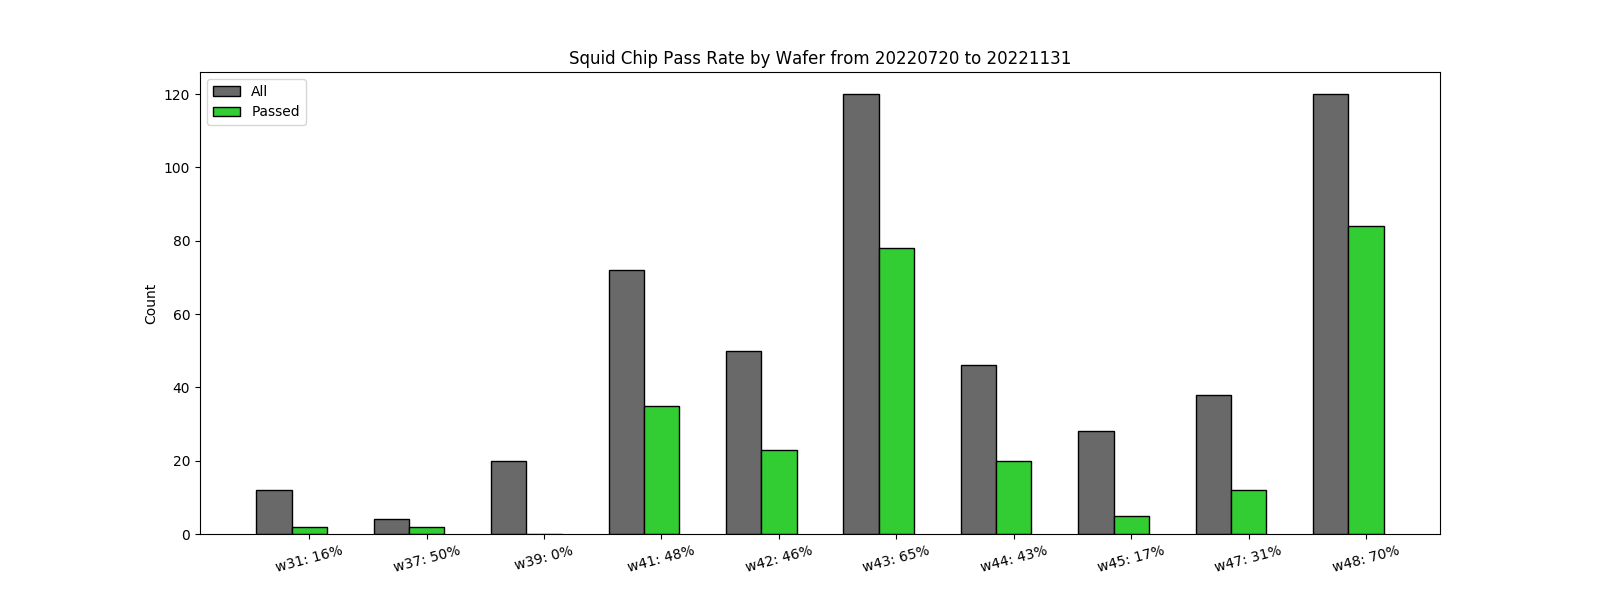 Squid Chip Pass Rate by Wafer from 20220720 to 20221131
All
Passed
120
100
80
60
40
20
0
Count
w31: 16%
w37: 50%
w39: 0%
w41: 48%
w42: 46%
w43: 65%
w44: 43%
w45: 17%
w47: 31%
w48: 70%